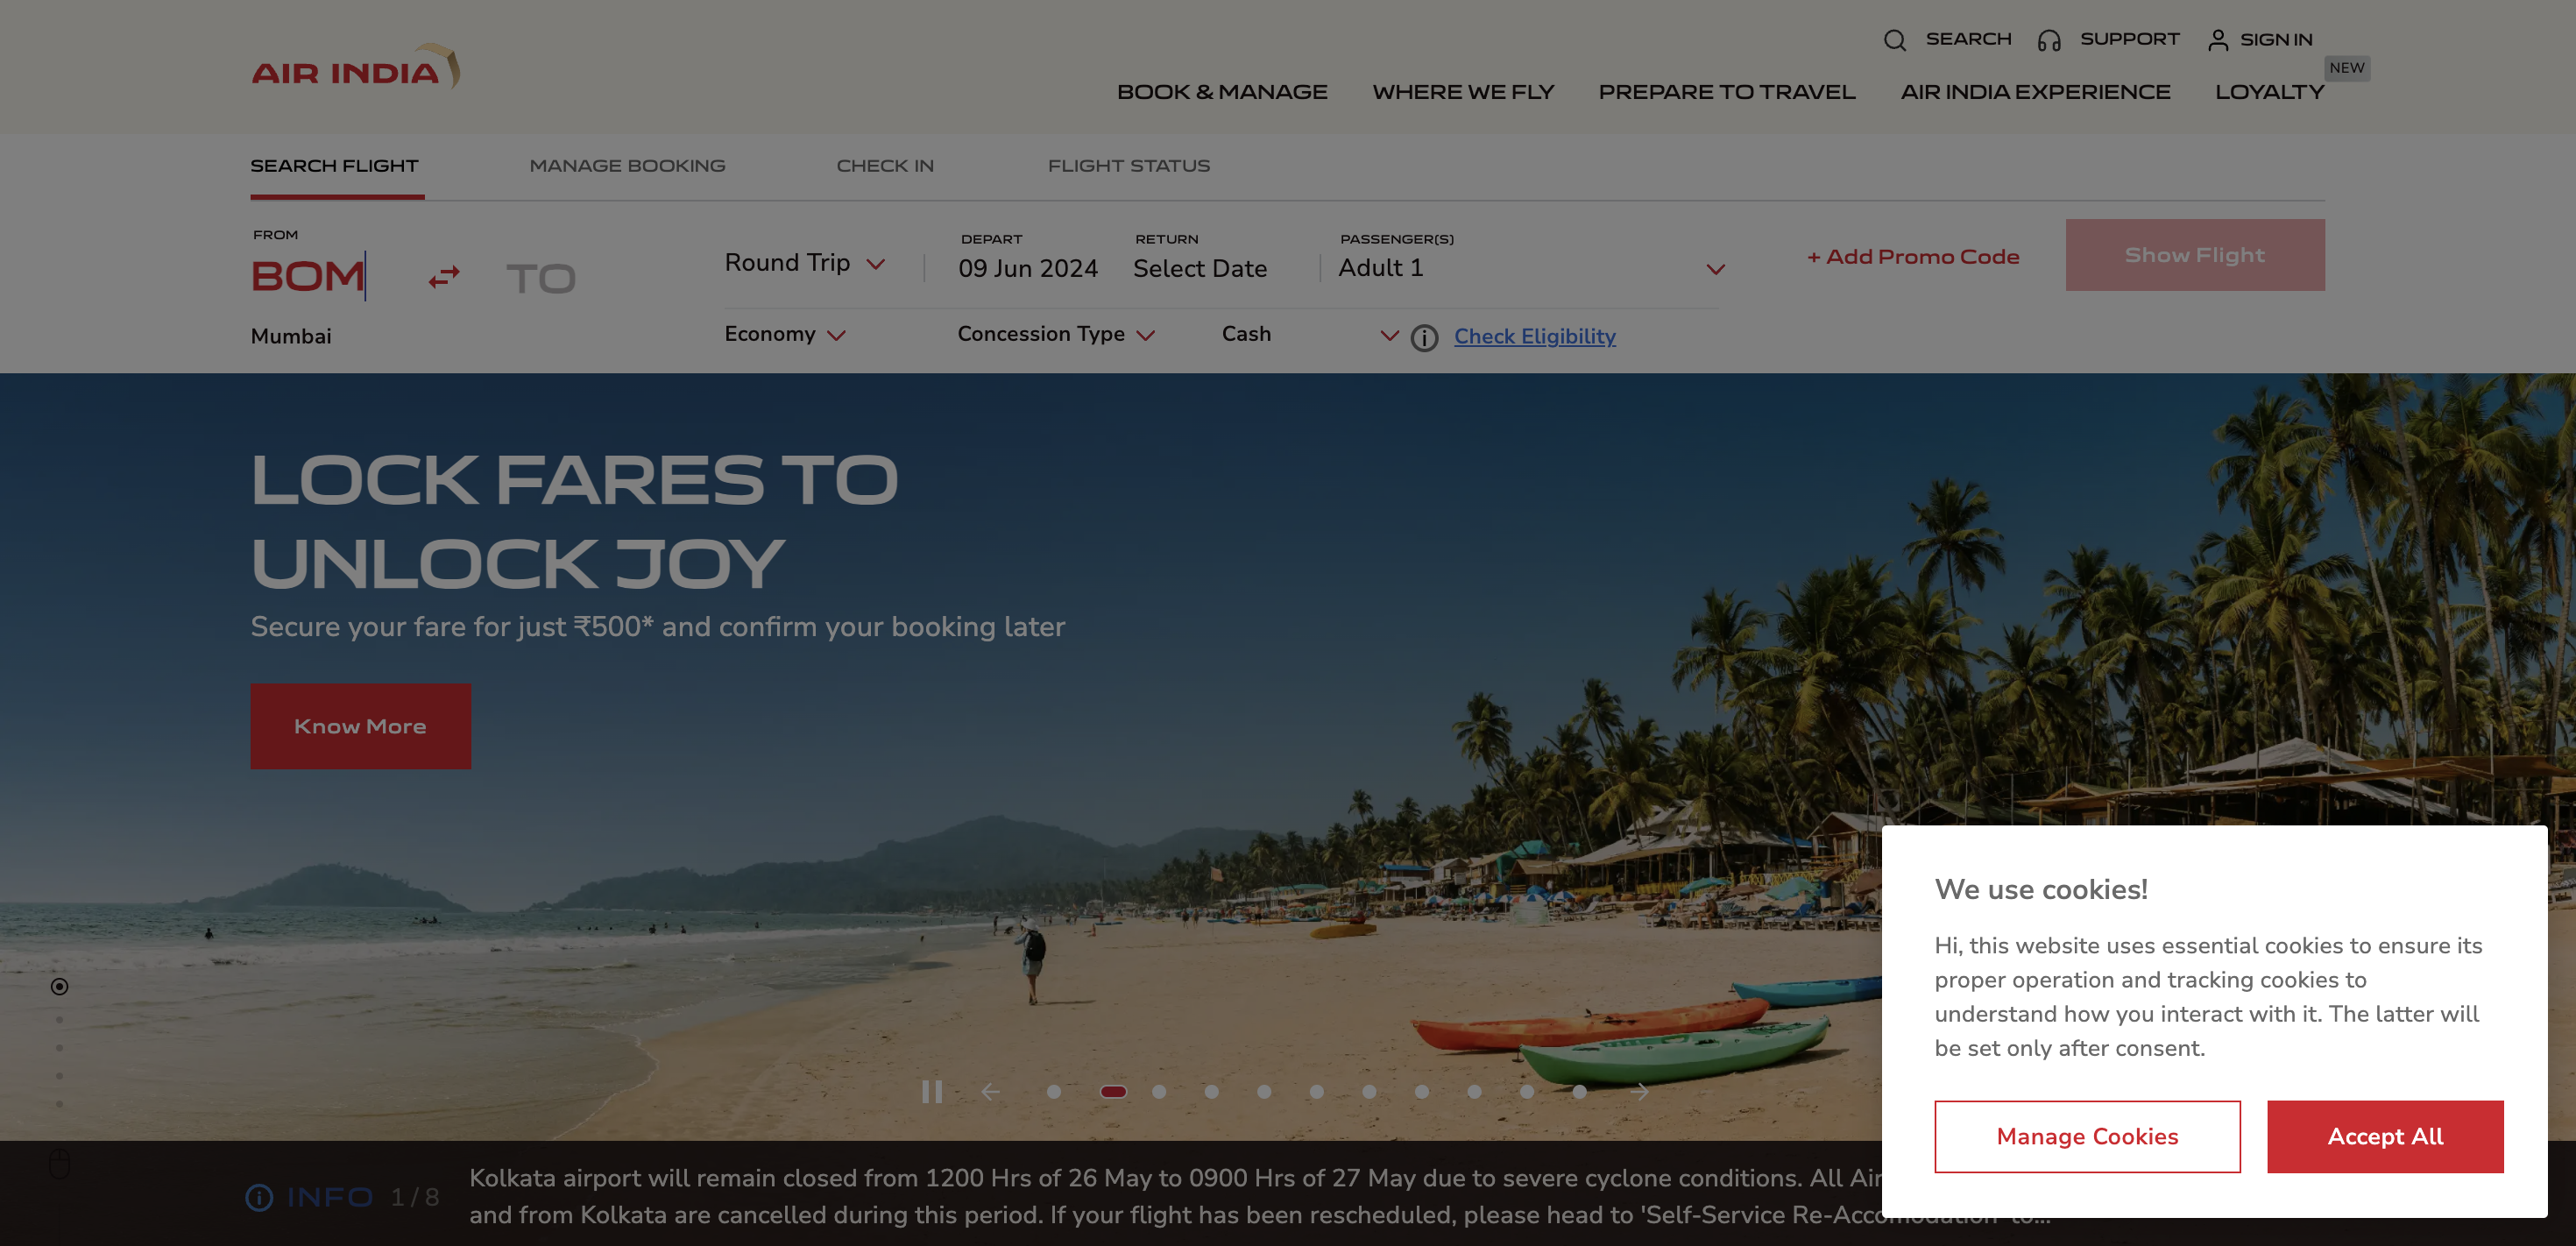 AIR INDIA
SEARCH
SUPPORT
SIGN IN
BOOK & MANAGE
WHERE WE FLY
PREPARE TO TRAVEL
AIR INDIA EXPERIENCE
LOYALTY
NEW
SEARCH FLIGHT
MANAGE BOOKING
CHECK IN
FLIGHT STATUS
FROM
BOM
TO
Mumbai
Round Trip
DEPART
09 Jun 2024
RETURN
Select Date
PASSENGER(S)
Adult 1
+ Add Promo Code
Show Flight
Economy
Concession Type
Cash
Check Eligibility
LOCK FARES TO
UNLOCK JOY
Secure your fare for just ₹500* and confirm your booking later
Know More
We use cookies!
Hi, this website uses essential cookies to ensure its
proper operation and tracking cookies to
understand how you interact with it. The latter will
be set only after consent.
Manage Cookies
Accept All
INFO 1 / 8
Kolkata airport will remain closed from 1200 Hrs of 26 May to 0900 Hrs of 27 May due to severe cyclone conditions. All Air
and from Kolkata are cancelled during this period. If your flight has been rescheduled, please head to 'Self-Service Re-Accomodation' to...